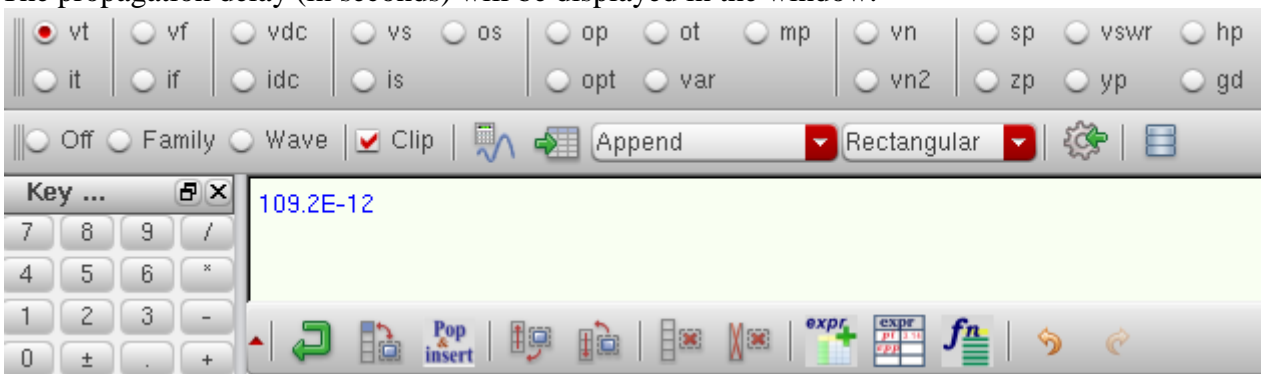 The propagation delay (in seconds) will be displayed in the window.
vt vf vdc vs os op ot mp vn sp vswr hp
it if idc is opt var vn2 zp yp gd
Off Family Wave Clip Append Rectangular
Key ...
109.2E-12
7 8 9 /
4 5 6 *
1 2 3 -
0 ± . +
Pop & insert
expr
expr
fn